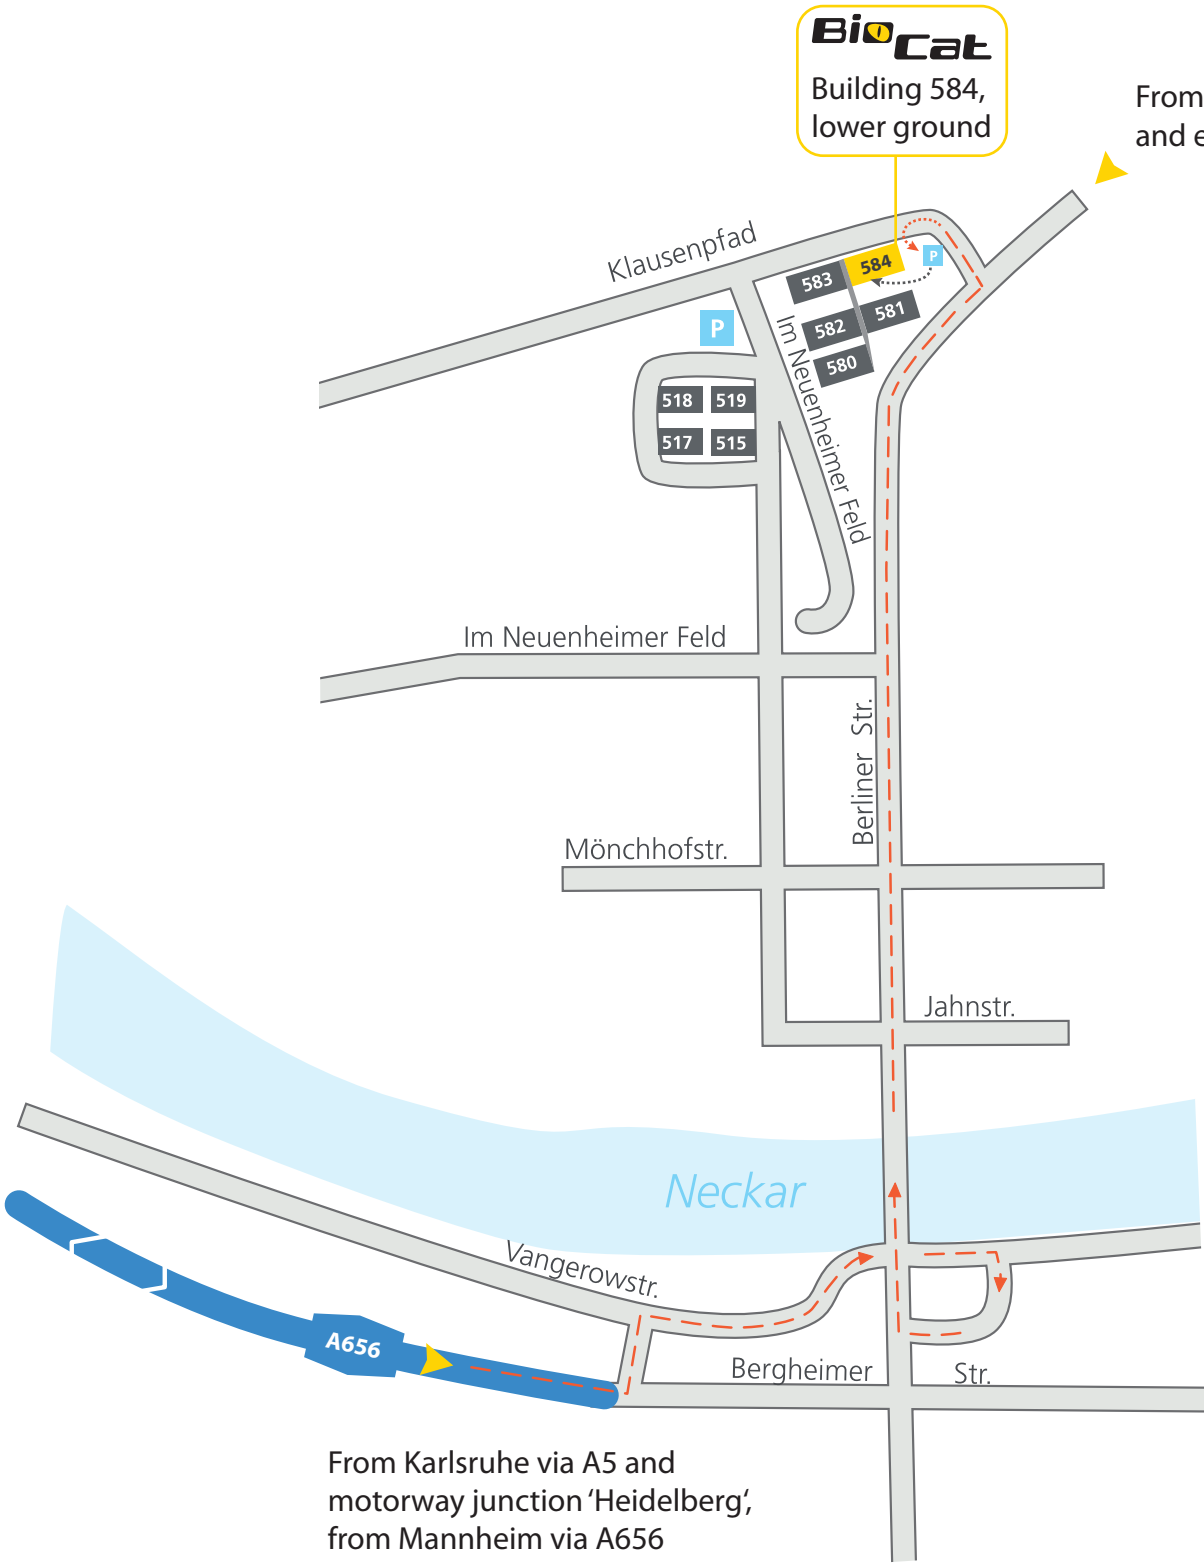 BioCat
Building 584,
lower ground
From
and e
Klausenpfad
P
584
583
581
582
580
P
Im Neuenheimer Feld
518
519
517
515
Im Neuenheimer Feld
Berliner Str.
Mönchhofstr.
Jahnstr.
Neckar
Vangerowstr.
A656
Bergheimer Str.
From Karlsruhe via A5 and
motorway junction ‘Heidelberg‘,
from Mannheim via A656